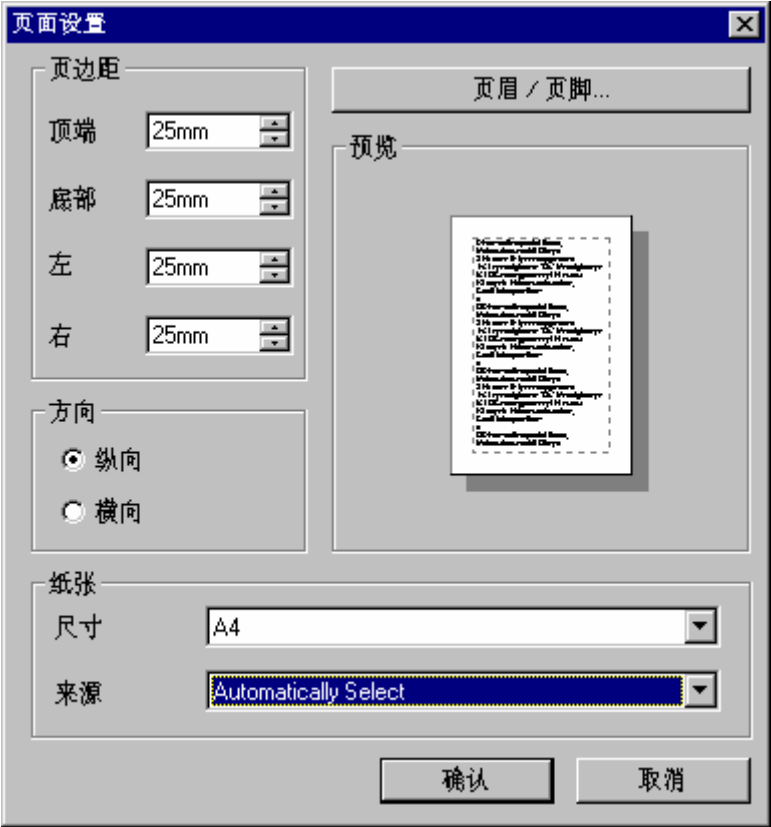 页面设置
页边距
顶端 25mm
底部 25mm
左 25mm
右 25mm
方向
纵向
横向
页眉 / 页脚...
预览
纸张
尺寸 A4
来源 Automatically Select
确认 取消